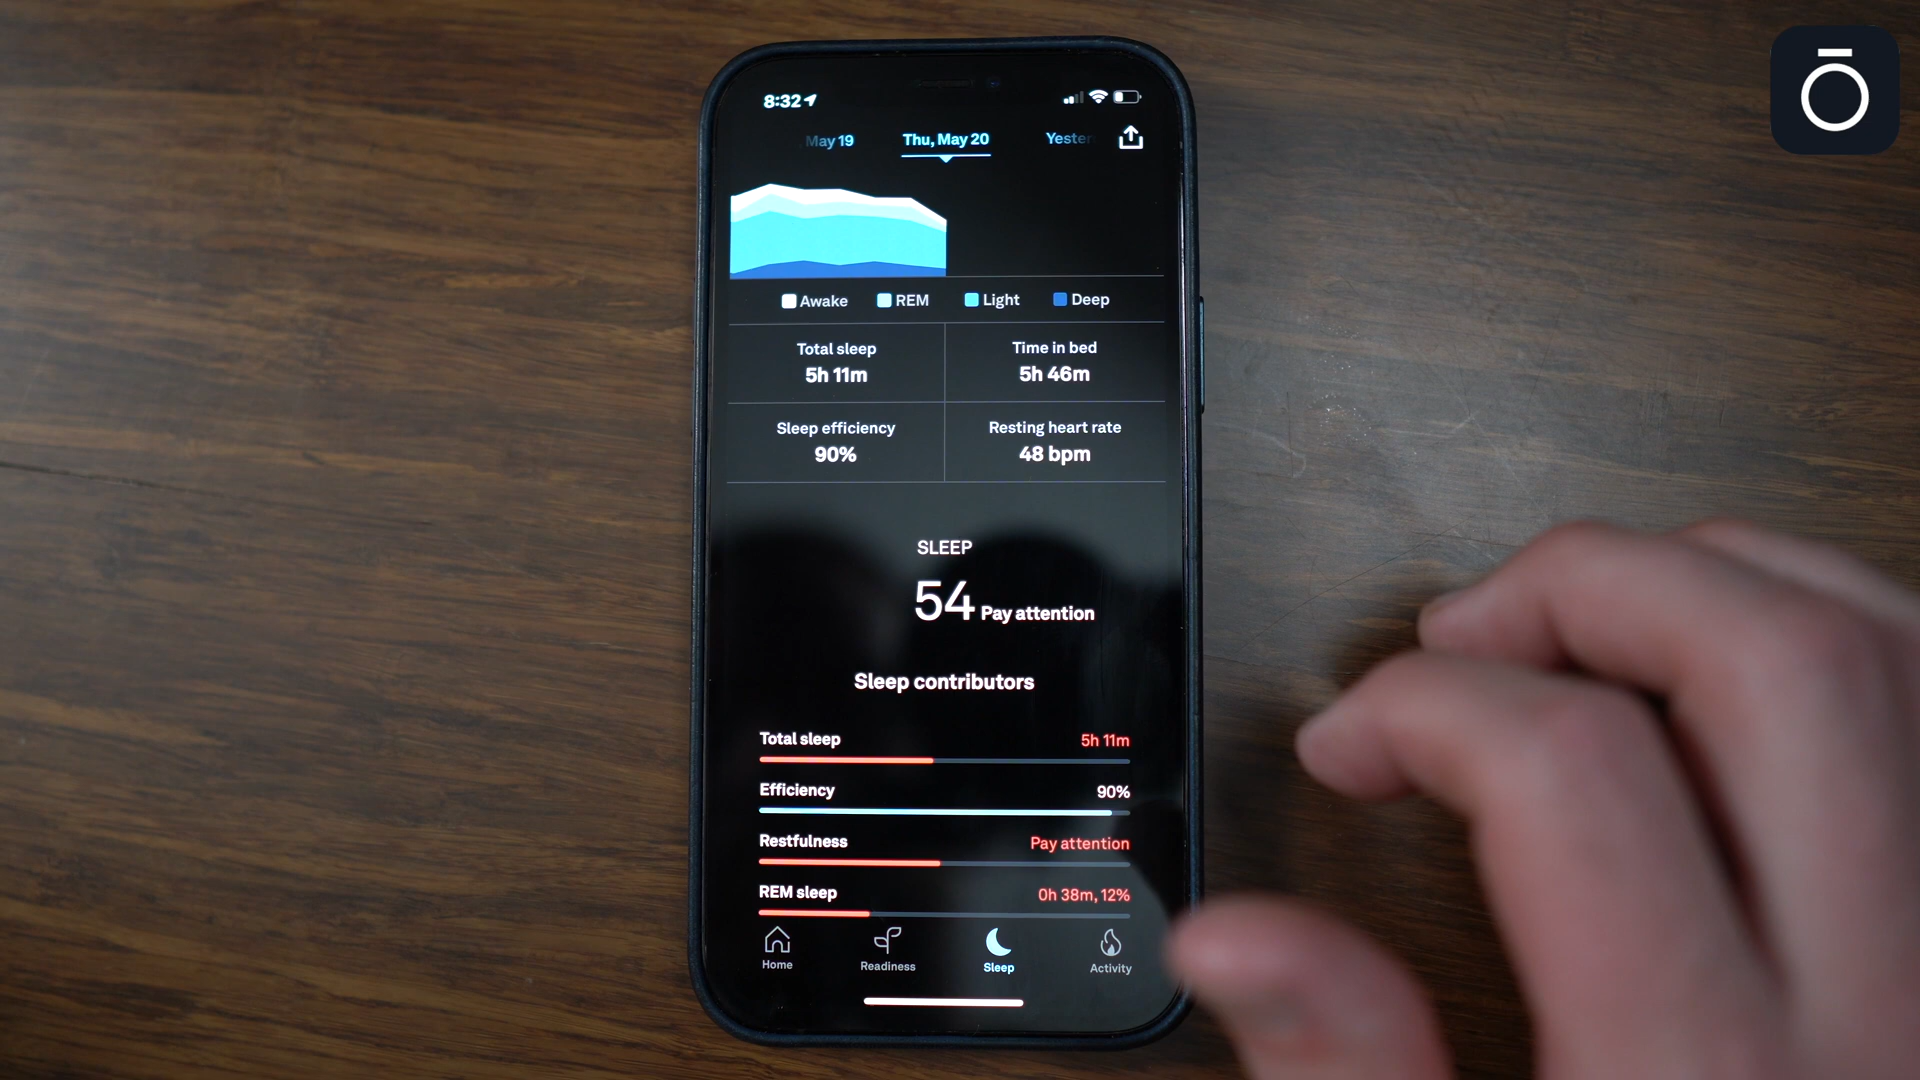 8:32
May 19
Thu, May 20
Yester
Awake
REM
Light
Deep
Total sleep
5h 11m
Time in bed
5h 46m
Sleep efficiency
90%
Resting heart rate
48 bpm
SLEEP
54 Pay attention
Sleep contributors
Total sleep 5h 11m
Efficiency 90%
Restfulness Pay attention
REM sleep 0h 38m, 12%
Home
Readiness
Sleep
Activity